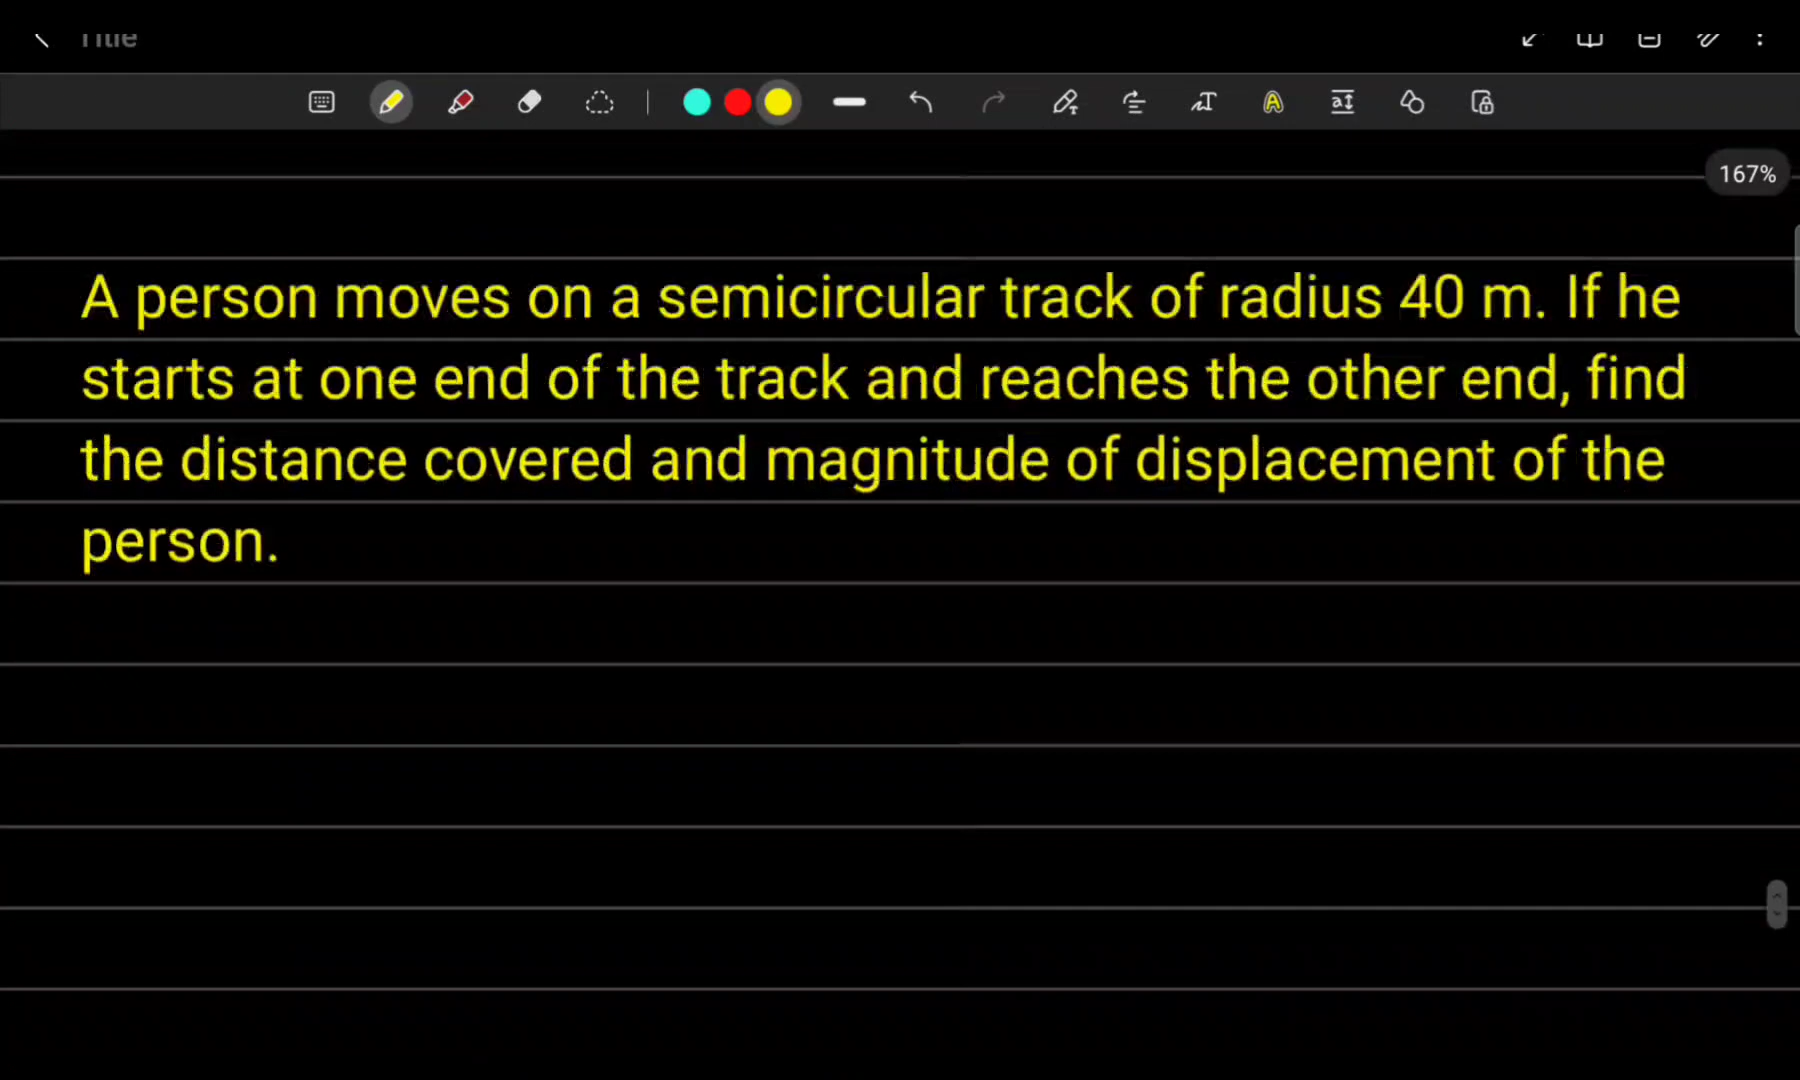 Title
167%
A person moves on a semicircular track of radius 40 m. If he
starts at one end of the track and reaches the other end, find
the distance covered and magnitude of displacement of the
person.